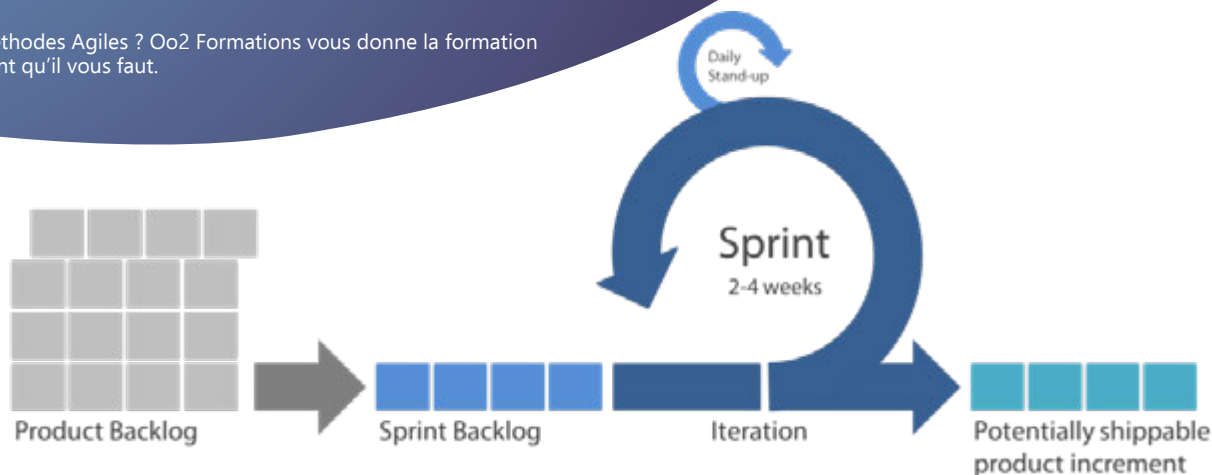 thodes Agiles ? Oo2 Formations vous donne la formation
nt qu'il vous faut.
Daily
Stand-up
Sprint
2-4 weeks
Product Backlog
Sprint Backlog
Iteration
Potentially shippable
product increment